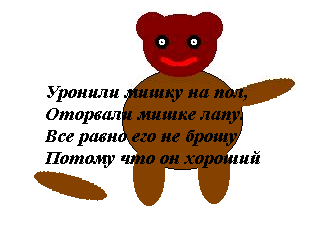 Уронили мишку на пол,
Оторвали мишке лапу.
Все равно его не брошу
Потому что он хороший